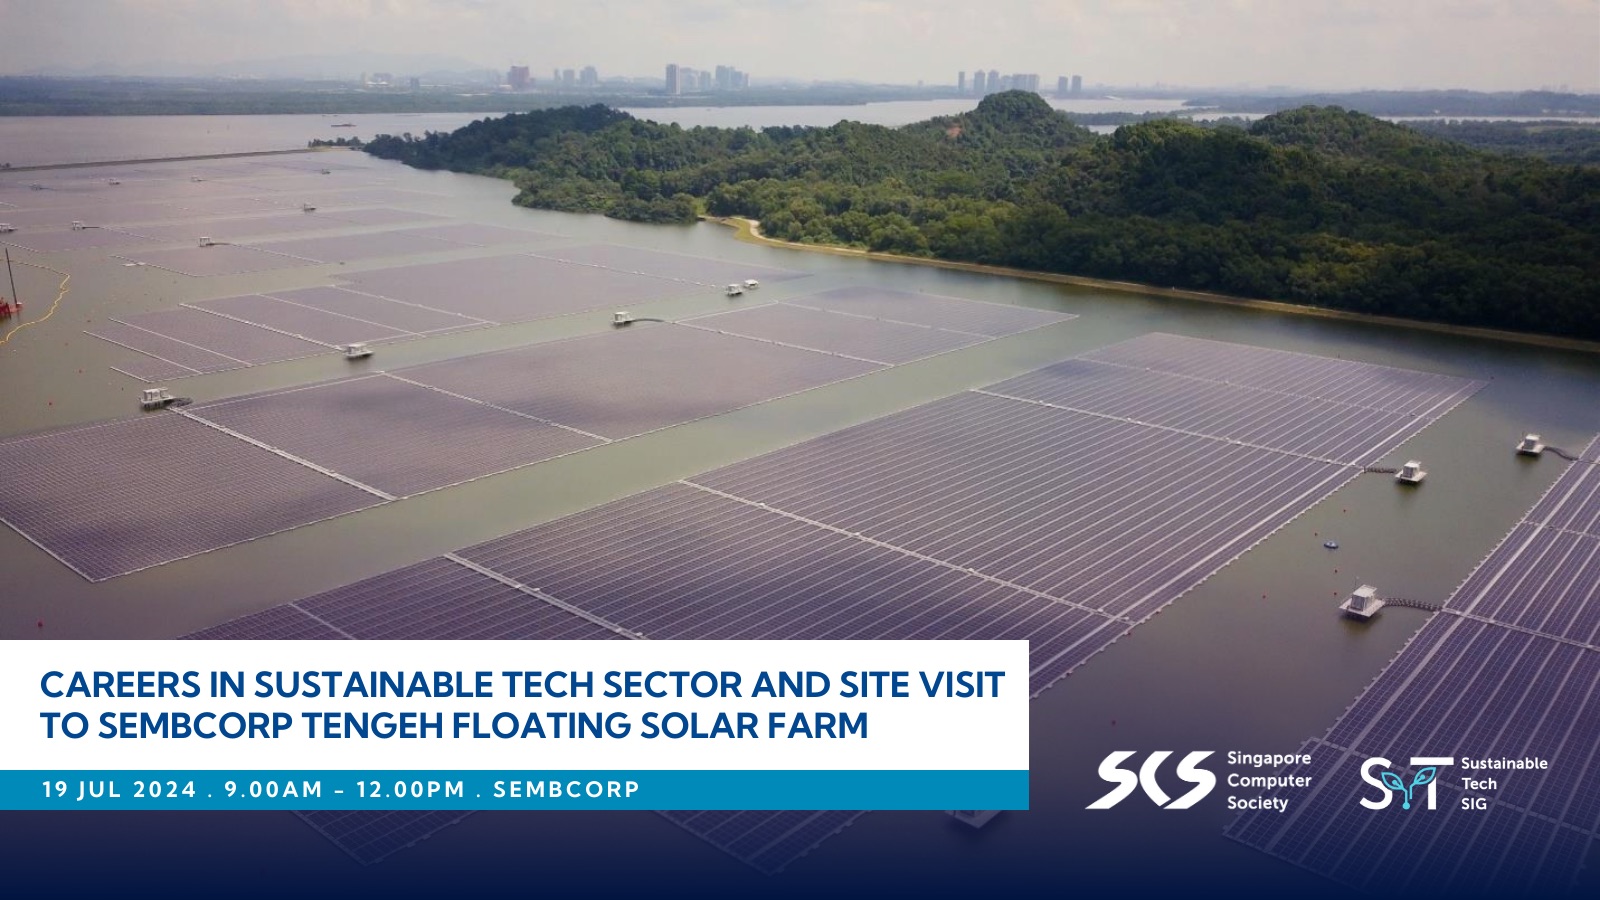 CAREERS IN SUSTAINABLE TECH SECTOR AND SITE VISIT
TO SEMBCORP TENGEH FLOATING SOLAR FARM
19 JUL 2024 . 9.00AM – 12.00PM . SEMBCORP
SCS
Singapore
Computer
Society
ST
Sustainable
Tech
SIG